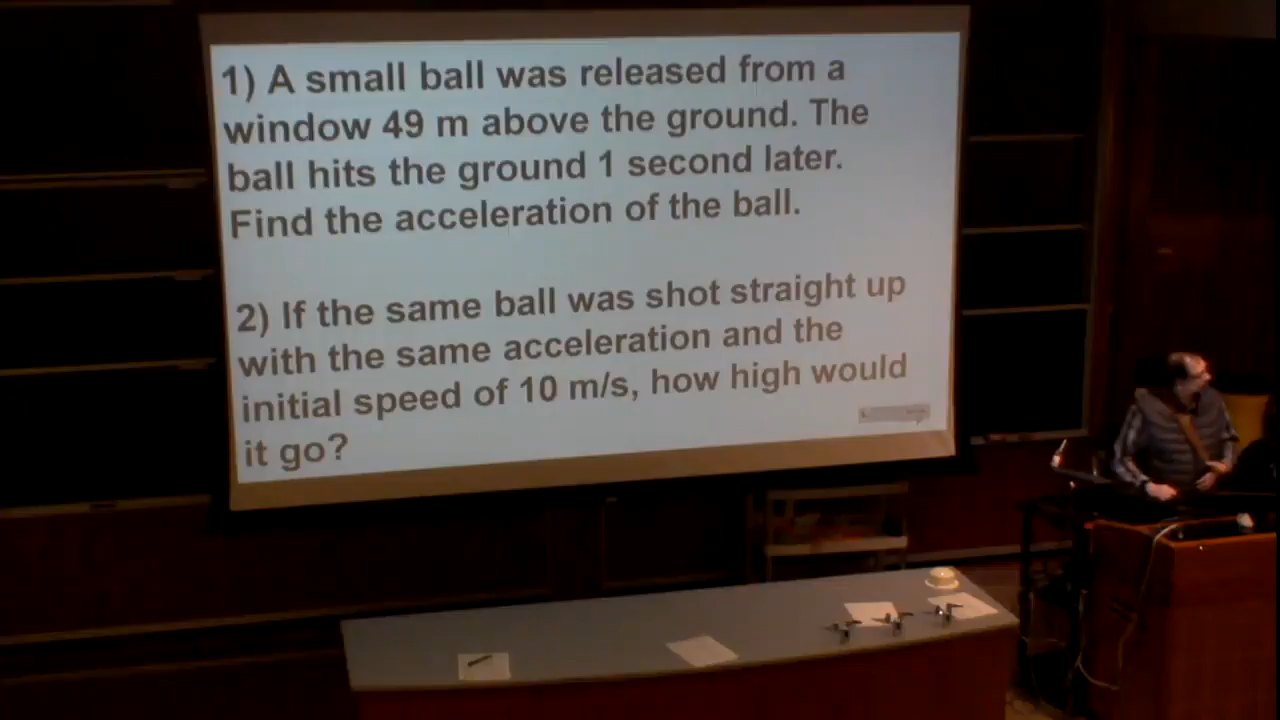 1) A small ball was released from a
window 49 m above the ground. The
ball hits the ground 1 second later.
Find the acceleration of the ball.
2) If the same ball was shot straight up
with the same acceleration and the
initial speed of 10 m/s, how high would
it go?